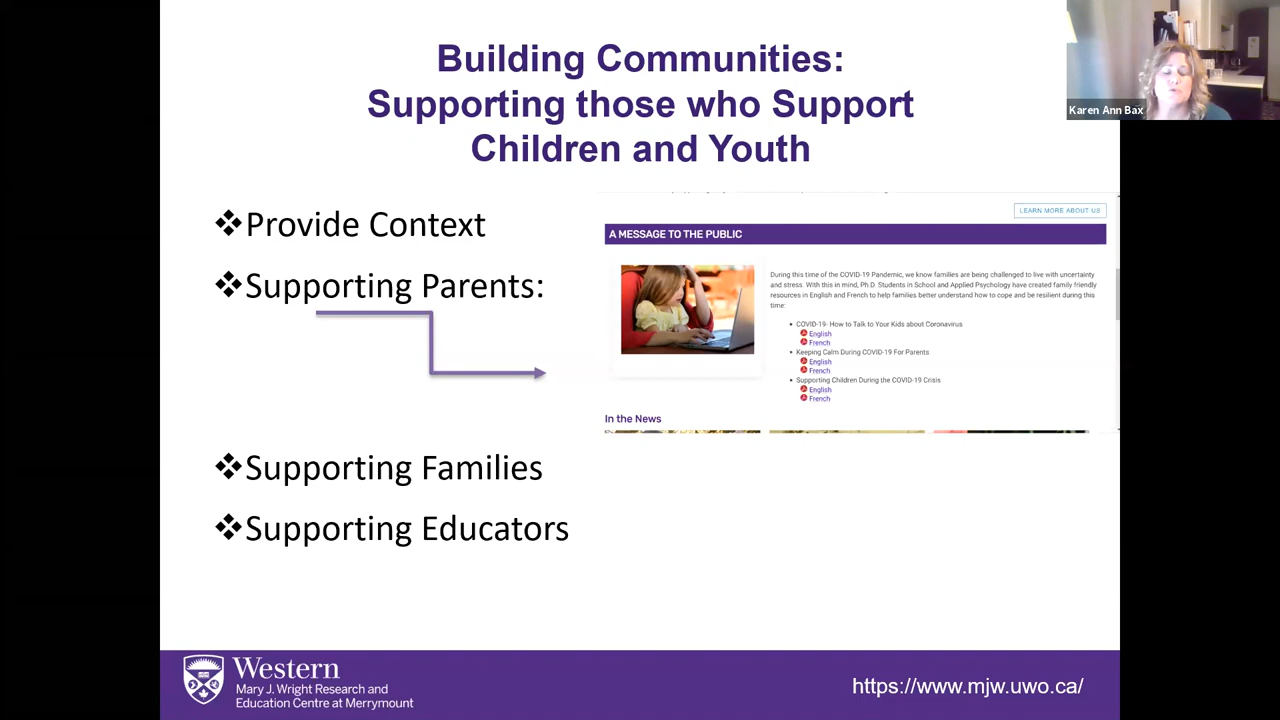 Building Communities:
Supporting those who Support
Children and Youth
Karen Ann Bax
❖Provide Context
❖Supporting Parents:
LEARN MORE ABOUT US
A MESSAGE TO THE PUBLIC
During this time of the COVID-19 Pandemic, we know families are being challenged to live with uncertainty
and stress. With this in mind, Ph.D. Students in School and Applied Psychology have created family friendly
resources in English and French to help families better understand how to cope and be resilient during this
time:
• COVID-19- How to Talk to Your Kids about Coronavirus
English
French
• Keeping Calm During COVID-19 For Parents
English
French
• Supporting Children During the COVID-19 Crisis
English
French
In the News
❖Supporting Families
❖Supporting Educators
Western
Mary J. Wright Research and
Education Centre at Merrymount
https://www.mjw.uwo.ca/